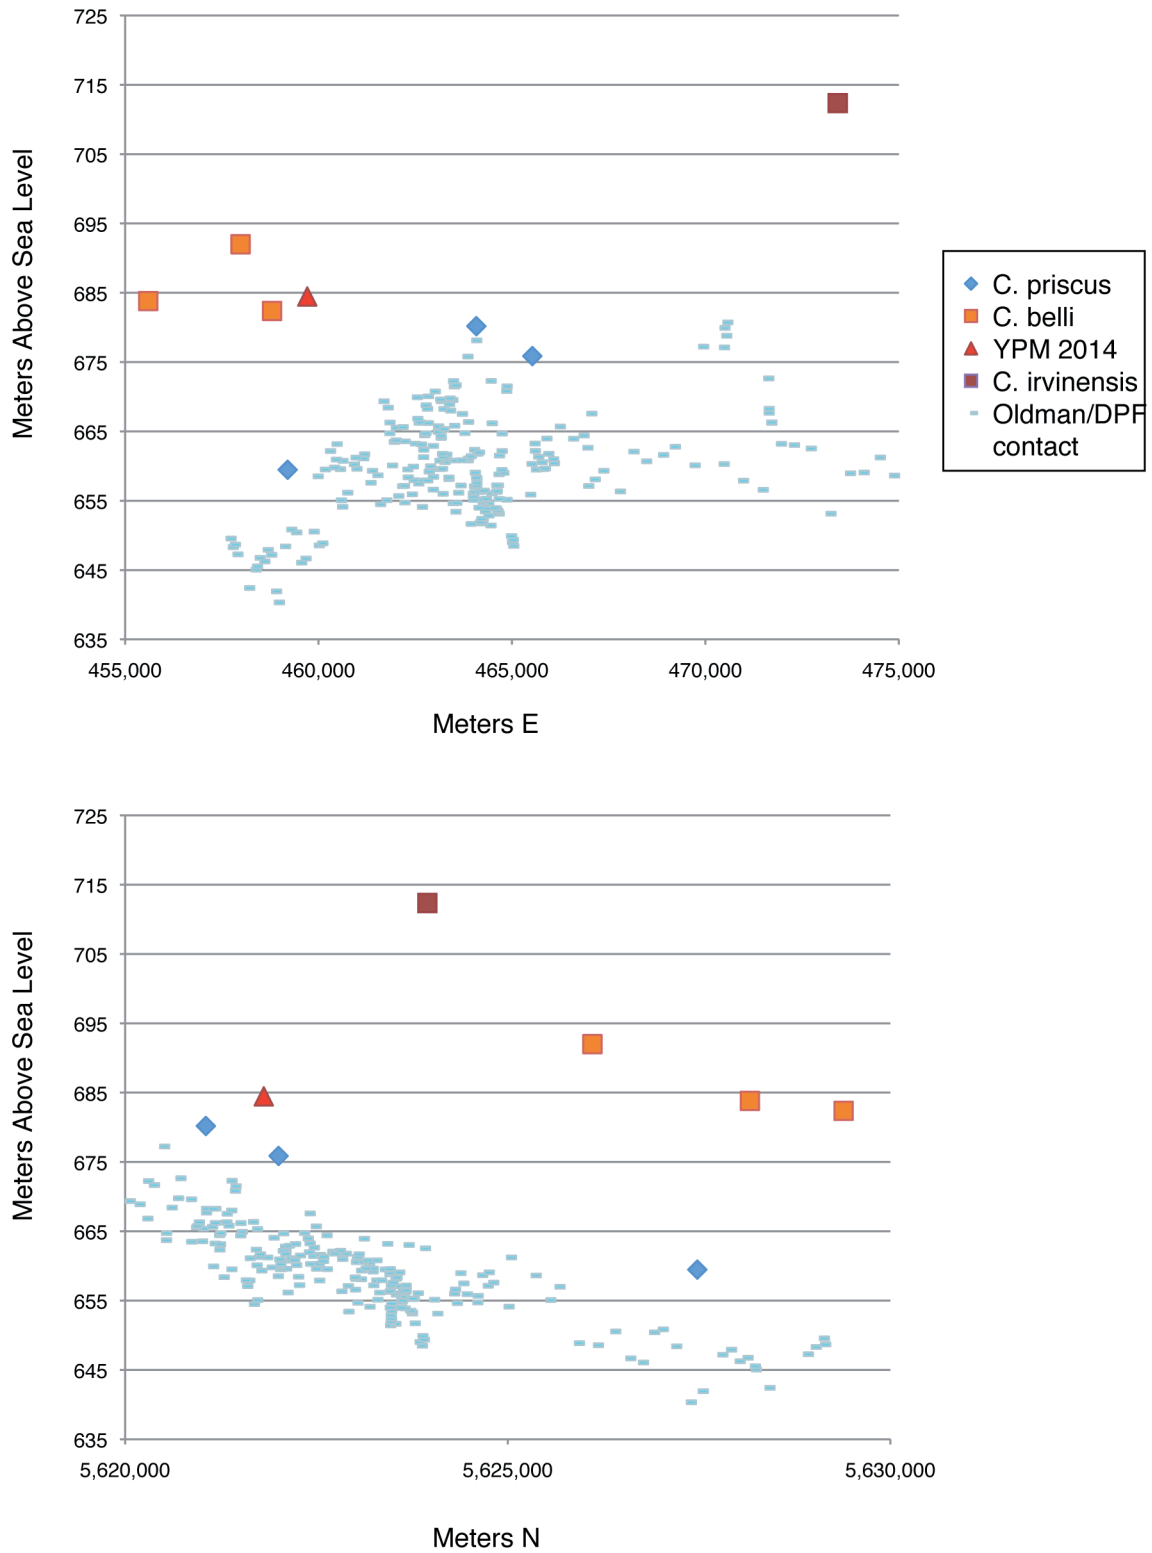 725
715
705
695
685
675
665
655
645
635
Meters Above Sea Level
455,000 460,000 465,000 470,000 475,000
Meters E
C. priscus
C. belli
YPM 2014
C. irvinensis
Oldman/DPF
contact
725
715
705
695
685
675
665
655
645
635
Meters Above Sea Level
5,620,000 5,625,000 5,630,000
Meters N